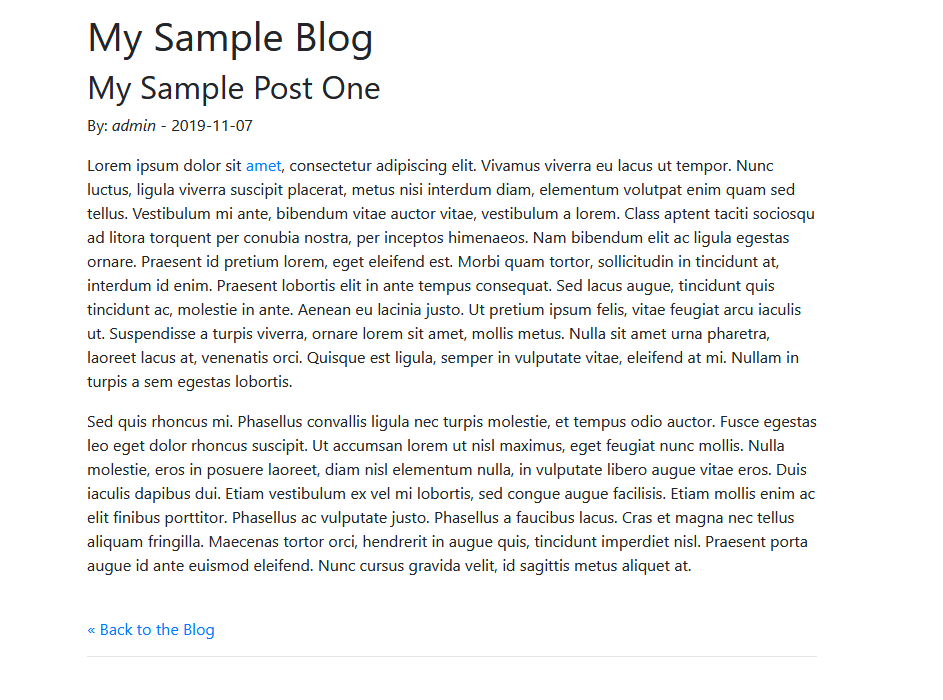 My Sample Blog
My Sample Post One
By: admin - 2019-11-07
Lorem ipsum dolor sit amet, consectetur adipiscing elit. Vivamus viverra eu lacus ut tempor. Nunc
luctus, ligula viverra suscipit placerat, metus nisi interdum diam, elementum volutpat enim quam sed
tellus. Vestibulum mi ante, bibendum vitae auctor vitae, vestibulum a lorem. Class aptent taciti sociosqu
ad litora torquent per conubia nostra, per inceptos himenaeos. Nam bibendum elit ac ligula egestas
ornare. Praesent id pretium lorem, eget eleifend est. Morbi quam tortor, sollicitudin in tincidunt at,
interdum id enim. Praesent lobortis elit in ante tempus consequat. Sed lacus augue, tincidunt quis
tincidunt ac, molestie in ante. Aenean eu lacinia justo. Ut pretium ipsum felis, vitae feugiat arcu iaculis
ut. Suspendisse a turpis viverra, ornare lorem sit amet, mollis metus. Nulla sit amet urna pharetra,
laoreet lacus at, venenatis orci. Quisque est ligula, semper in vulputate vitae, eleifend at mi. Nullam in
turpis a sem egestas lobortis.
Sed quis rhoncus mi. Phasellus convallis ligula nec turpis molestie, et tempus odio auctor. Fusce egestas
leo eget dolor rhoncus suscipit. Ut accumsan lorem ut nisl maximus, eget feugiat nunc mollis. Nulla
molestie, eros in posuere laoreet, diam nisl elementum nulla, in vulputate libero augue vitae eros. Duis
iaculis dapibus dui. Etiam vestibulum ex vel mi lobortis, sed congue augue facilisis. Etiam mollis enim ac
elit finibus porttitor. Phasellus ac vulputate justo. Phasellus a faucibus lacus. Cras et magna nec tellus
aliquam fringilla. Maecenas tortor orci, hendrerit in augue quis, tincidunt imperdiet nisl. Praesent porta
augue id ante euismod eleifend. Nunc cursus gravida velit, id sagittis metus aliquet at.
« Back to the Blog